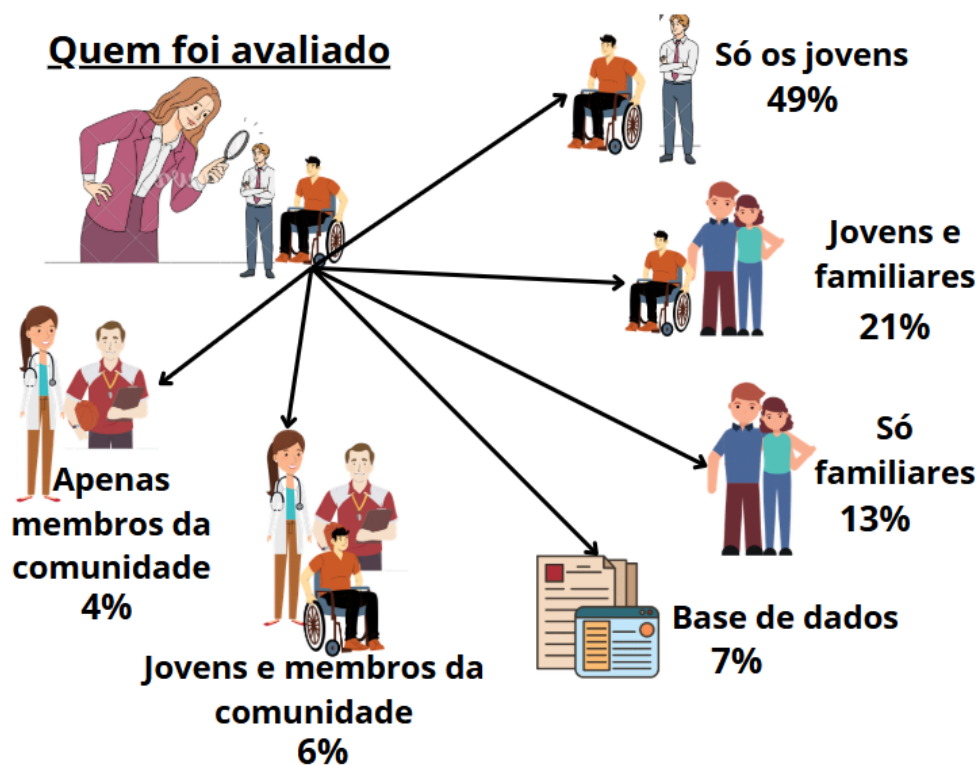 Quem foi avaliado
Só os jovens
49%
Jovens e
familiares
21%
Só
familiares
13%
Base de dados
7%
Jovens e membros da
comunidade
6%
Apenas
membros da
comunidade
4%